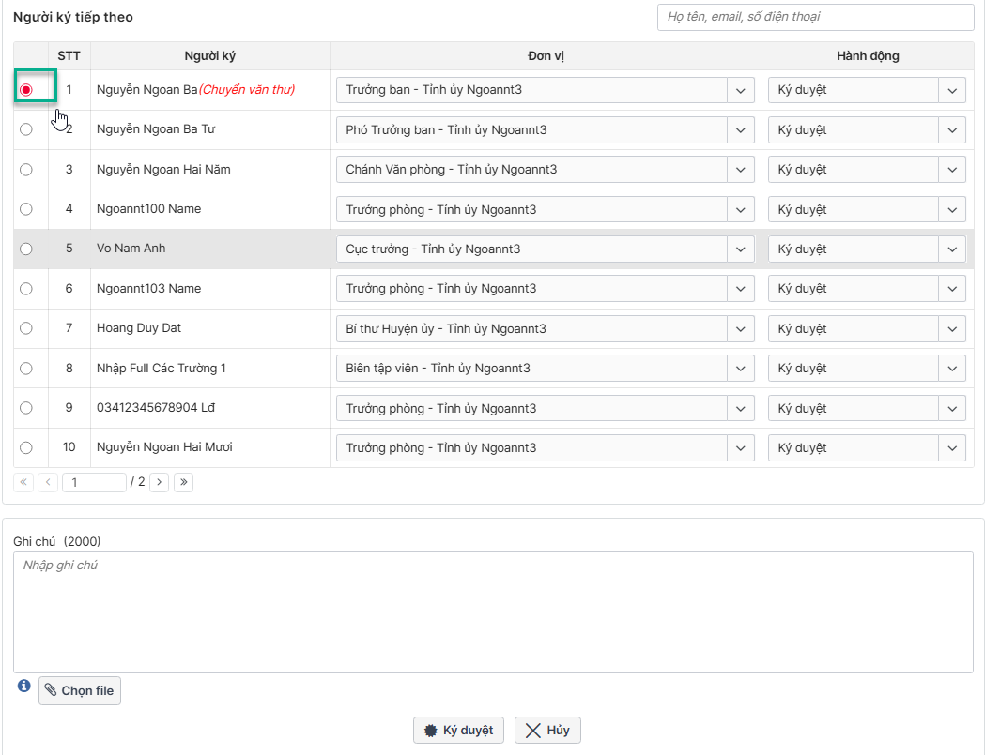 Người ký tiếp theo
Họ tên, email, số điện thoại
STT Người ký Đơn vị Hành động
1 Nguyễn Ngoan Ba(Chuyển văn thư) Trưởng ban - Tỉnh ủy Ngoannt3 Ký duyệt
2 Nguyễn Ngoan Ba Tư Phó Trưởng ban - Tỉnh ủy Ngoannt3 Ký duyệt
3 Nguyễn Ngoan Hai Năm Chánh Văn phòng - Tỉnh ủy Ngoannt3 Ký duyệt
4 Ngoannt100 Name Trưởng phòng - Tỉnh ủy Ngoannt3 Ký duyệt
5 Vo Nam Anh Cục trưởng - Tỉnh ủy Ngoannt3 Ký duyệt
6 Ngoannt103 Name Trưởng phòng - Tỉnh ủy Ngoannt3 Ký duyệt
7 Hoang Duy Dat Bí thư Huyện ủy - Tỉnh ủy Ngoannt3 Ký duyệt
8 Nhập Full Các Trường 1 Biên tập viên - Tỉnh ủy Ngoannt3 Ký duyệt
9 03412345678904 Lđ Trưởng phòng - Tỉnh ủy Ngoannt3 Ký duyệt
10 Nguyễn Ngoan Hai Mươi Trưởng phòng - Tỉnh ủy Ngoannt3 Ký duyệt
« ‹ 1 / 2 › »
Ghi chú (2000)
Nhập ghi chú
Chọn file
Ký duyệt Hủy